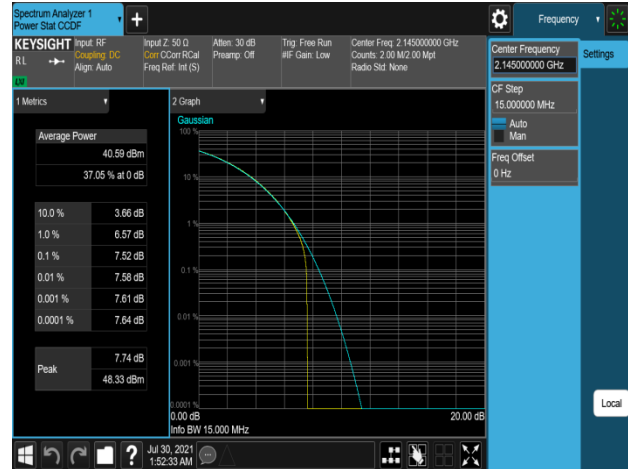 Spectrum Analyzer 1
Power Stat CCDF
+
Frequency
KEYSIGHT
RL
LXI
Input: RF
Coupling: DC
Align: Auto
Input Z: 50 Ω
Corr CCorr RCal
Freq Ref: Int (S)
Atten: 30 dB
Preamp: Off
Trig: Free Run
#IF Gain: Low
Center Freq: 2.145000000 GHz
Counts: 2.00 M/2.00 Mpt
Radio Std: None
Center Frequency
2.145000000 GHz
Settings
CF Step
15.000000 MHz
Auto
Man
Freq Offset
0 Hz
Local
1 Metrics
Average Power
40.59 dBm
37.05 % at 0 dB
10.0 % 3.66 dB
1.0 % 6.57 dB
0.1 % 7.52 dB
0.01 % 7.58 dB
0.001 % 7.61 dB
0.0001 % 7.64 dB
Peak
7.74 dB
48.33 dBm
2 Graph
Gaussian
100 %
10 %
1 %
0.1 %
0.01 %
0.001 %
0.0001 %
0.00 dB 20.00 dB
Info BW 15.000 MHz
?
Jul 30, 2021
1:52:33 AM